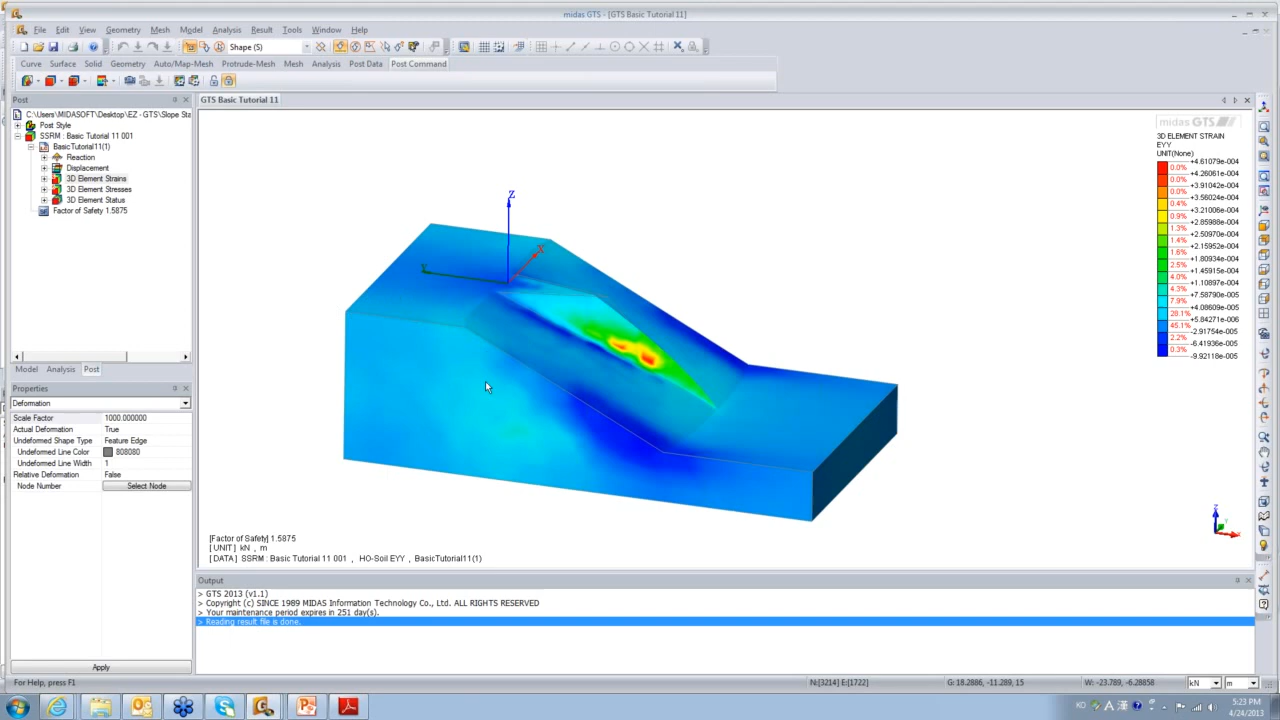 midas GTS - [GTS Basic Tutorial 11]
File Edit View Geometry Mesh Model Analysis Result Tools Window Help
Shape (S)
Curve Surface Solid Geometry Auto/Map-Mesh Protrude-Mesh Mesh Analysis Post Data Post Command
Post
GTS Basic Tutorial 11
C:\Users\MIDASOFT\Desktop\EZ - GTS\Slope Sta
Post Style
SSRM : Basic Tutorial 11 001
BasicTutorial11(1)
Reaction
Displacement
3D Element Strains
3D Element Stresses
3D Element Status
Factor of Safety 1.5875
Model Analysis Post
Properties
Deformation
Scale Factor 1000.000000
Actual Deformation True
Undeformed Shape Type Feature Edge
Undeformed Line Color 808080
Undeformed Line Width 1
Relative Deformation False
Node Number Select Node
Apply
Z
X
Y
midas GTS
3D ELEMENT STRAIN
EYY
UNIT(None)
+4.61079e-004
0.0%
+4.26061e-004
0.0%
+3.91042e-004
0.0%
+3.56024e-004
0.4%
+3.21006e-004
0.9%
+2.85988e-004
1.3%
+2.50970e-004
1.4%
+2.15952e-004
1.6%
+1.80934e-004
2.5%
+1.45915e-004
4.0%
+1.10897e-004
4.3%
+7.58790e-005
7.9%
+4.08609e-005
28.1%
+5.84271e-006
45.1%
-2.91754e-005
2.2%
-6.41936e-005
0.3%
-9.92118e-005
[Factor of Safety] 1.5875
[UNIT] kN , m
[DATA] SSRM : Basic Tutorial 11 001 , HO-Soil EYY , BasicTutorial11(1)
Output
> GTS 2013 (v1.1)
> Copyright (c) SINCE 1989 MIDAS Information Technology Co., Ltd. ALL RIGHTS RESERVED
> Your maintenance period expires in 251 day(s).
> Reading result file is done.
For Help, press F1
N:[3214] E:[1722]
G: 18.2886, -11.289, 15
W: -23.789, -6.28858
kN
m
KO
A
漢
5:23 PM
4/24/2013